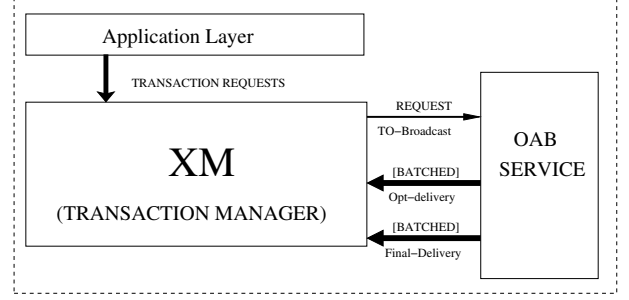 Application Layer
TRANSACTION REQUESTS
XM
(TRANSACTION MANAGER)
REQUEST
TO−Broadcast
[BATCHED]
Opt−delivery
[BATCHED]
Final−Delivery
OAB
SERVICE